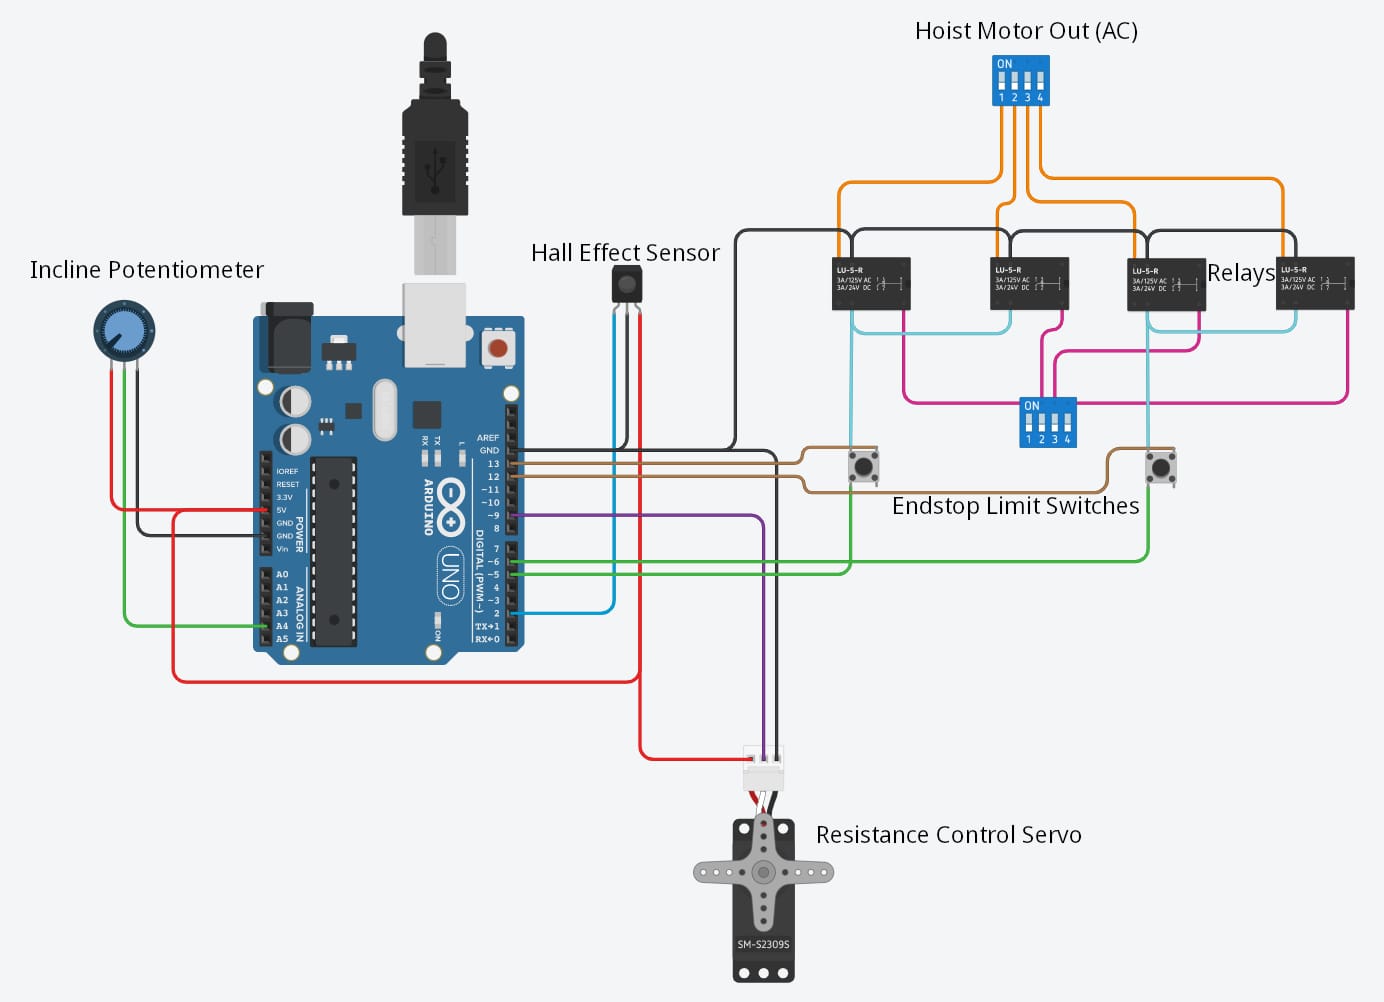 Hoist Motor Out (AC)
ON
1 2 3 4
Hall Effect Sensor
Incline Potentiometer
LU-5-R
3A/125V AC
3A/24V DC
LU-5-R
3A/125V AC
3A/24V DC
LU-5-R
3A/125V AC
3A/24V DC
Relays
LU-5-R
3A/125V AC
3A/24V DC
ON
1 2 3 4
Endstop Limit Switches
RX
TX
L
ARDUINO
UNO
ON
IOREF
RESET
3.3V
5V
GND
GND
Vin
POWER
A0
A1
A2
A3
A4
A5
ANALOG IN
AREF
GND
13
12
~11
~10
~9
8
7
~6
~5
4
~3
2
TX→1
RX←0
DIGITAL (PWM~)
Resistance Control Servo
SM-S2309S